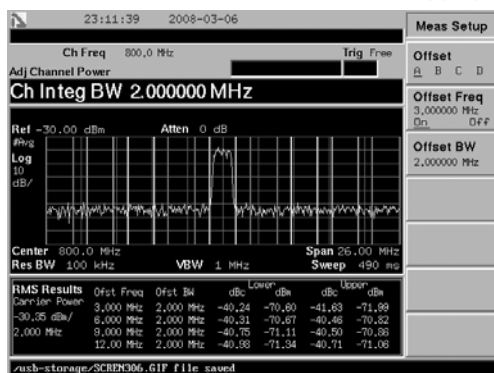 23:11:39 2008-03-06
Meas Setup
Ch Freq 800.0 MHz Trig Free
Adj Channel Power
Ch Integ BW 2.000000 MHz
Offset
A B C D
Offset Freq
3.000000 MHz
On Off
Offset BW
2.000000 MHz
Ref -30.00 dBm Atten 0 dB
#Avg
Log
10
dB/
Center 800.0 MHz Span 26.00 MHz
Res BW 100 kHz VBW 1 MHz Sweep 490 ms
RMS Results Ofst Freq Ofst BW dBc Lower dBm dBc Upper dBm
Carrier Power 3.000 MHz 2.000 MHz -40.24 -70.60 -41.63 -71.99
-30.35 dBm/ 6.000 MHz 2.000 MHz -40.31 -70.67 -40.46 -70.82
2.000 MHz 9.000 MHz 2.000 MHz -40.75 -71.11 -40.50 -70.86
12.00 MHz 2.000 MHz -40.98 -71.34 -40.71 -71.06
/usb-storage/SCREN306.GIF file saved